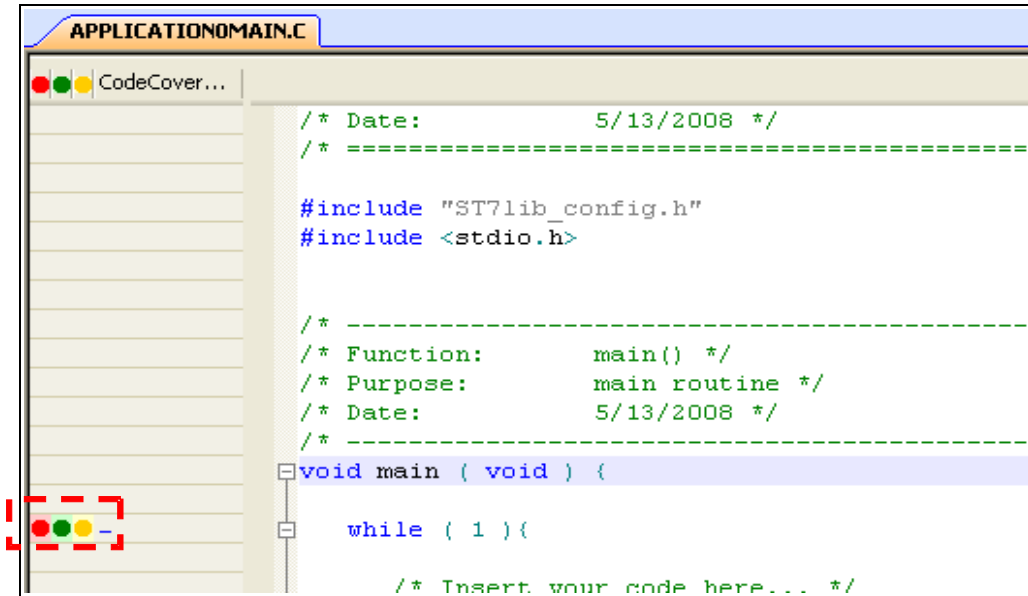 APPLICATION0MAIN.C
CodeCover...
/* Date: 5/13/2008 */
/* ============================================
#include "ST7lib_config.h"
#include <stdio.h>
/* --------------------------------------------
/* Function: main() */
/* Purpose: main routine */
/* Date: 5/13/2008 */
/* --------------------------------------------
void main ( void ) {
while ( 1 ){
/* Insert your code here... */